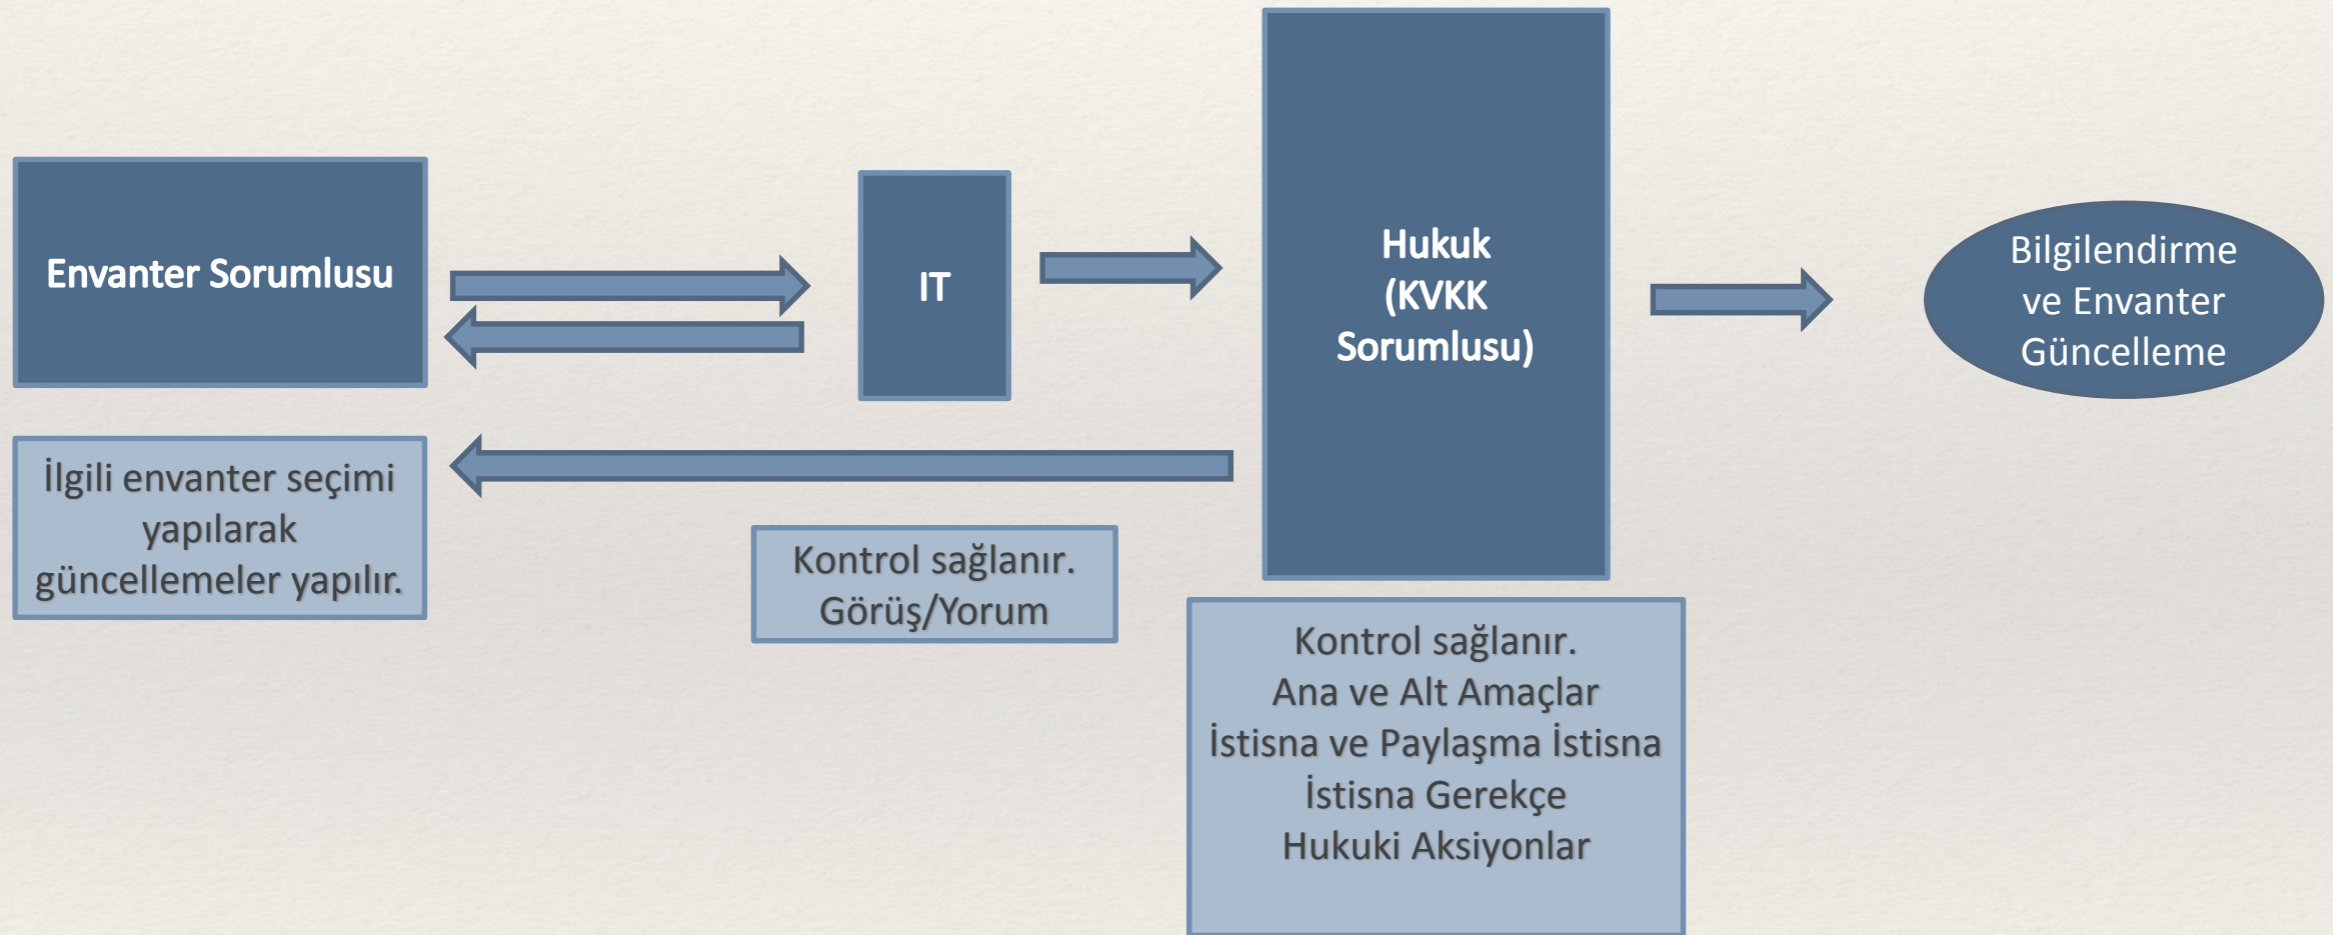 Envanter Sorumlusu
İlgili envanter seçimi
yapılarak
güncellemeler yapılır.
IT
Kontrol sağlanır.
Görüş/Yorum
Hukuk
(KVKK
Sorumlusu)
Kontrol sağlanır.
Ana ve Alt Amaçlar
İstisna ve Paylaşma İstisna
İstisna Gerekçe
Hukuki Aksiyonlar
Bilgilendirme
ve Envanter
Güncelleme